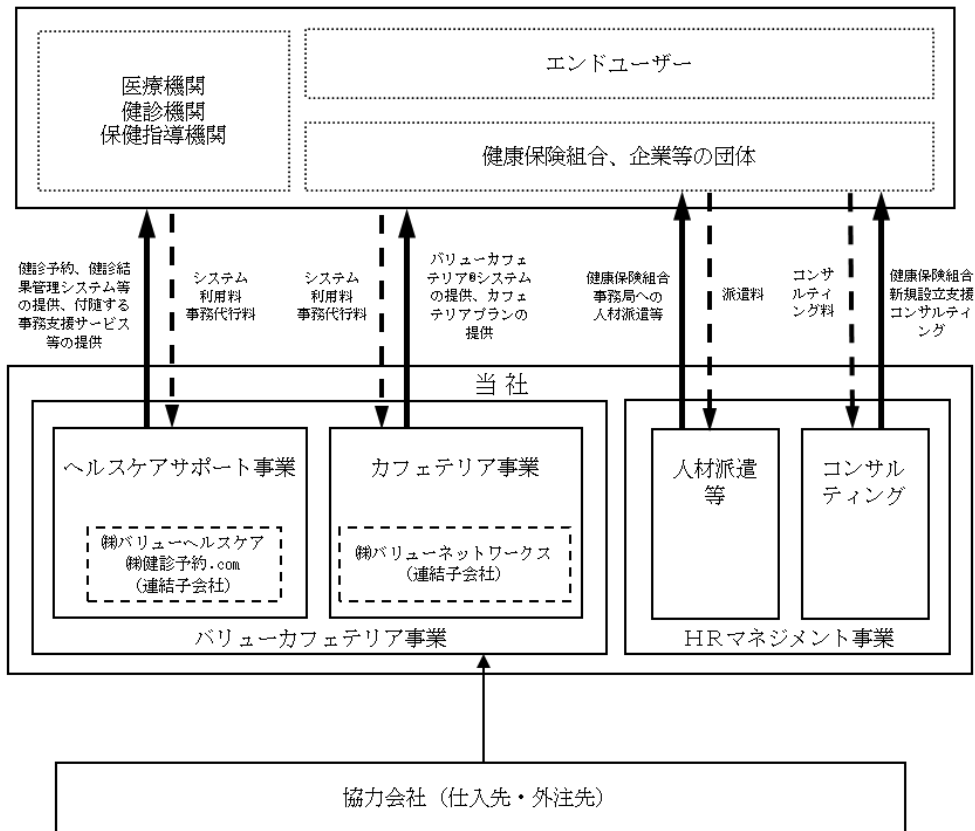 医療機関
健診機関
保健指導機関
エンドユーザー
健康保険組合、企業等の団体
健診予約、健診結
果管理システム等
の提供、付随する
事務支援サービス
等の提供
システム
利用料
事務代行料
システム
利用料
事務代行料
バリューカフェ
テリア®システム
の提供、カフェ
テリアプランの
提供
健康保険組合
事務局への
人材派遣等
派遣料
コンサ
ルティ
ング料
健康保険組合
新規設立支援
コンサルティ
ング
当社
ヘルスケアサポート事業
㈱バリューヘルスケア
㈱健診予約.com
(連結子会社)
カフェテリア事業
㈱バリューネットワークス
(連結子会社)
バリューカフェテリア事業
人材派遣
等
コンサル
ティング
HRマネジメント事業
協力会社(仕入先・外注先)